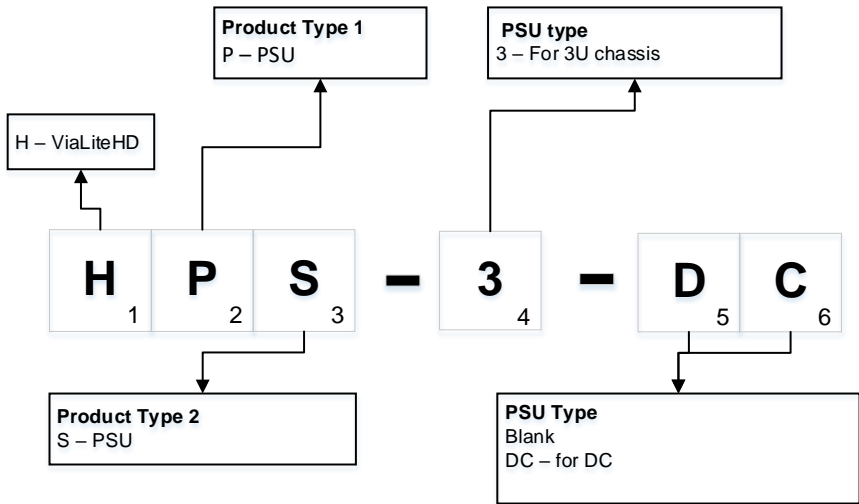 Product Type 1
P – PSU
PSU type
3 – For 3U chassis
H – ViaLiteHD
H P S – 3 – D C
1 2 3 4 5 6
Product Type 2
S – PSU
PSU Type
Blank
DC – for DC